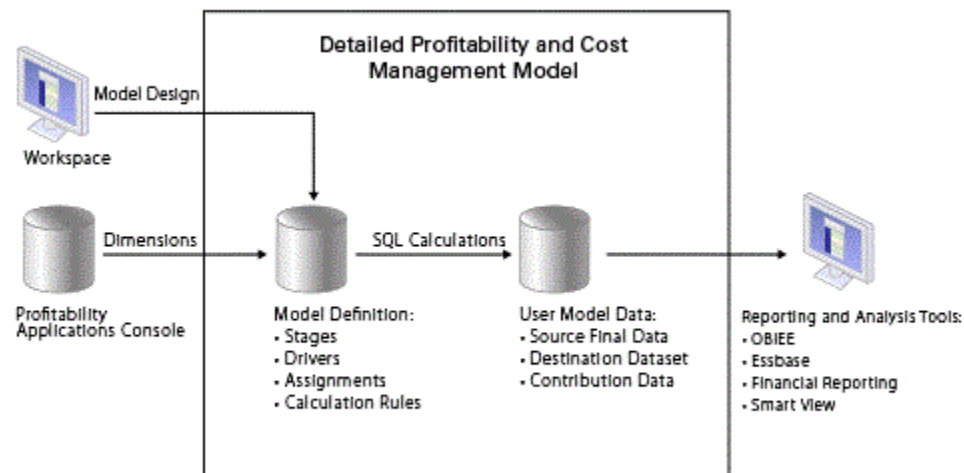 Detailed Profitability and Cost
Management Model
Model Design
Workspace
Dimensions
SQL Calculations
Profitability
Applications Console
Model Definition:
• Stages
• Drivers
• Assignments
• Calculation Rules
User Model Data:
• Source Final Data
• Destination Dataset
• Contribution Data
Reporting and Analysis Tools:
• OBIEE
• Essbase
• Financial Reporting
• Smart View